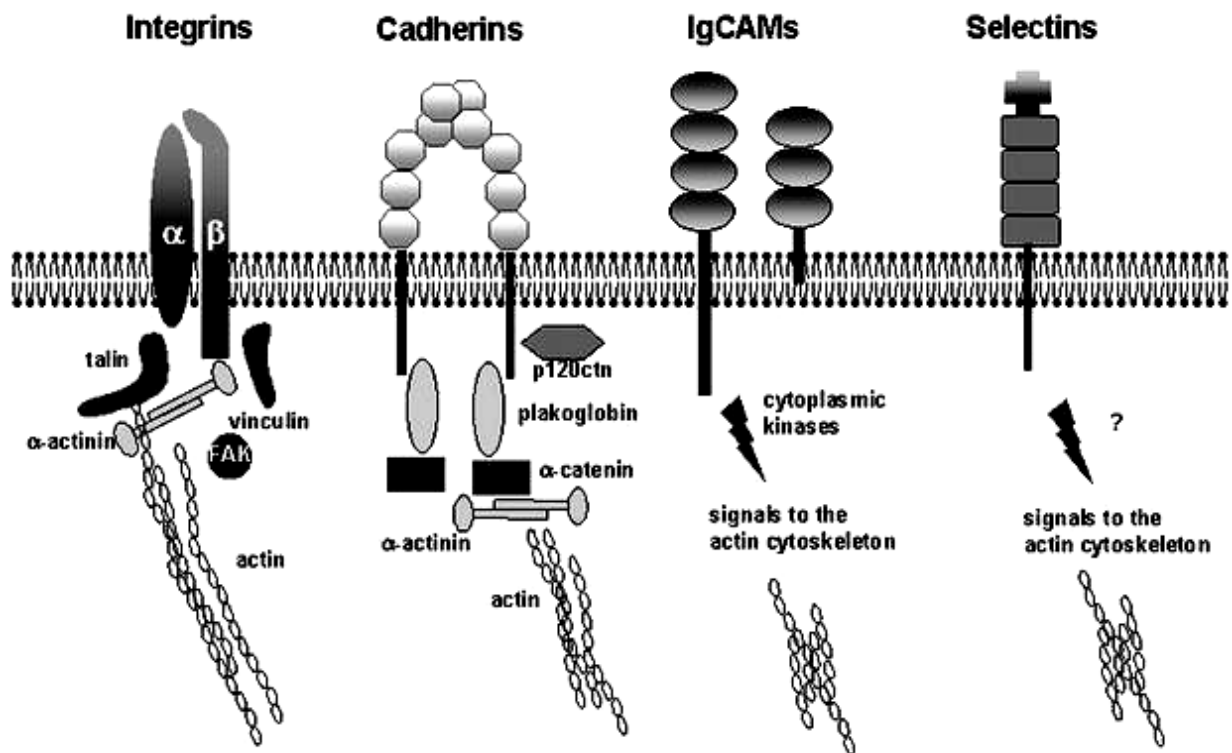 Integrins
Cadherins
IgCAMs
Selectins
α
β
talin
vinculin
α-actinin
FAK
actin
p120ctn
plakoglobin
α-catenin
α-actinin
actin
cytoplasmic
kinases
signals to the
actin cytoskeleton
?
signals to the
actin cytoskeleton